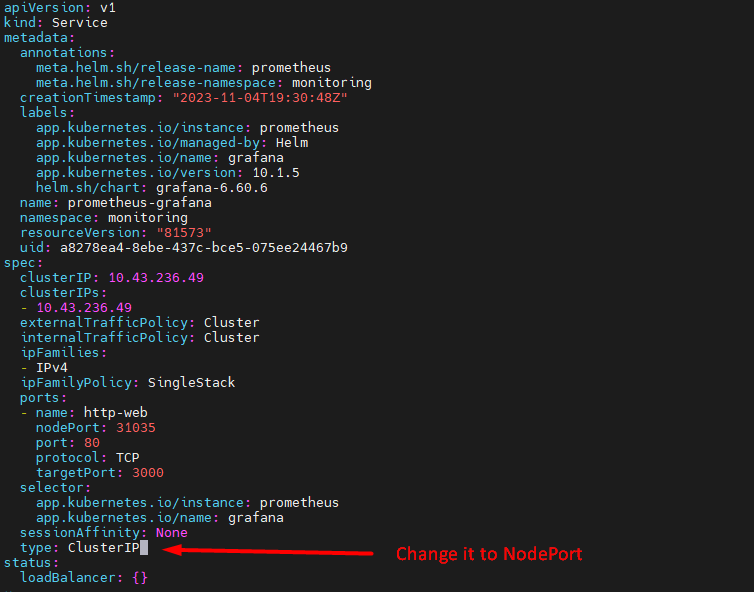 apiVersion: v1
kind: Service
metadata:
  annotations:
    meta.helm.sh/release-name: prometheus
    meta.helm.sh/release-namespace: monitoring
  creationTimestamp: "2023-11-04T19:30:48Z"
  labels:
    app.kubernetes.io/instance: prometheus
    app.kubernetes.io/managed-by: Helm
    app.kubernetes.io/name: grafana
    app.kubernetes.io/version: 10.1.5
    helm.sh/chart: grafana-6.60.6
  name: prometheus-grafana
  namespace: monitoring
  resourceVersion: "81573"
  uid: a8278ea4-8ebe-437c-bce5-075ee24467b9
spec:
  clusterIP: 10.43.236.49
  clusterIPs:
  - 10.43.236.49
  externalTrafficPolicy: Cluster
  internalTrafficPolicy: Cluster
  ipFamilies:
  - IPv4
  ipFamilyPolicy: SingleStack
  ports:
  - name: http-web
    nodePort: 31035
    port: 80
    protocol: TCP
    targetPort: 3000
  selector:
    app.kubernetes.io/instance: prometheus
    app.kubernetes.io/name: grafana
  sessionAffinity: None
  type: ClusterIP
Change it to NodePort
status:
  loadBalancer: {}